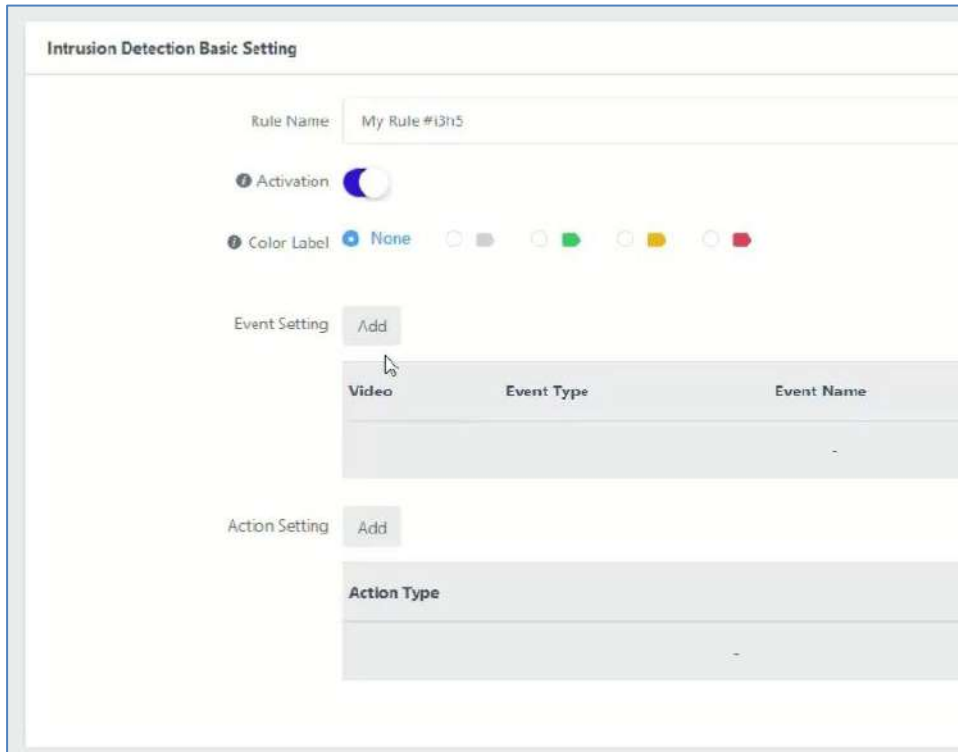 Intrusion Detection Basic Setting
Rule Name My Rule #i3h5
Activation
Color Label None
Event Setting Add
Video Event Type Event Name
-
Action Setting Add
Action Type
-